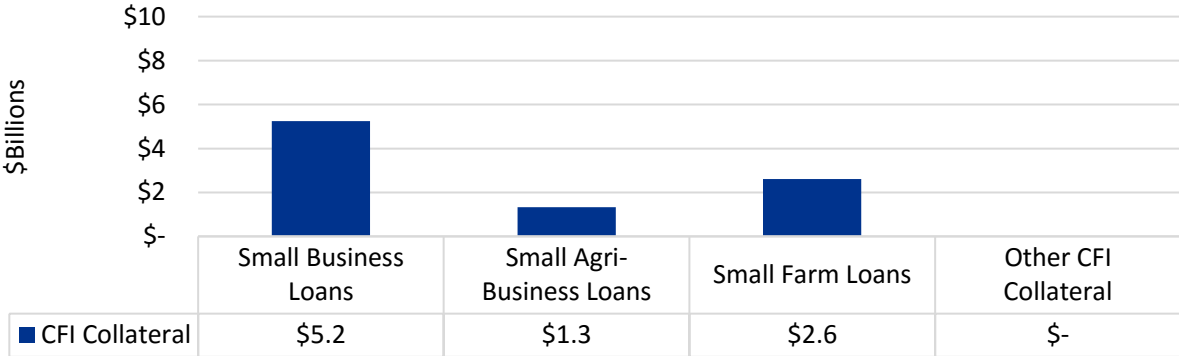 $Billions
$10
$8
$6
$4
$2
$-
Small Business
Loans
Small Agri-
Business Loans
Small Farm Loans
Other CFI
Collateral
CFI Collateral
$5.2
$1.3
$2.6
$-